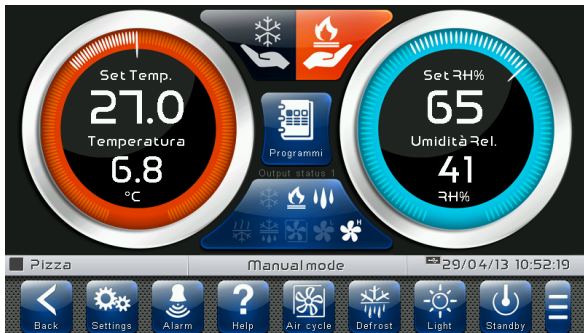 Set Temp.
27.0
Temperatura
6.8
°C
Programmi
Output status 1
H
Set RH%
65
Umidità Rel.
41
RH%
Pizza
Manual mode
29/04/13 10:52:19
Back
Settings
Alarm
?
Help
Air cycle
Defrost
Light
Standby